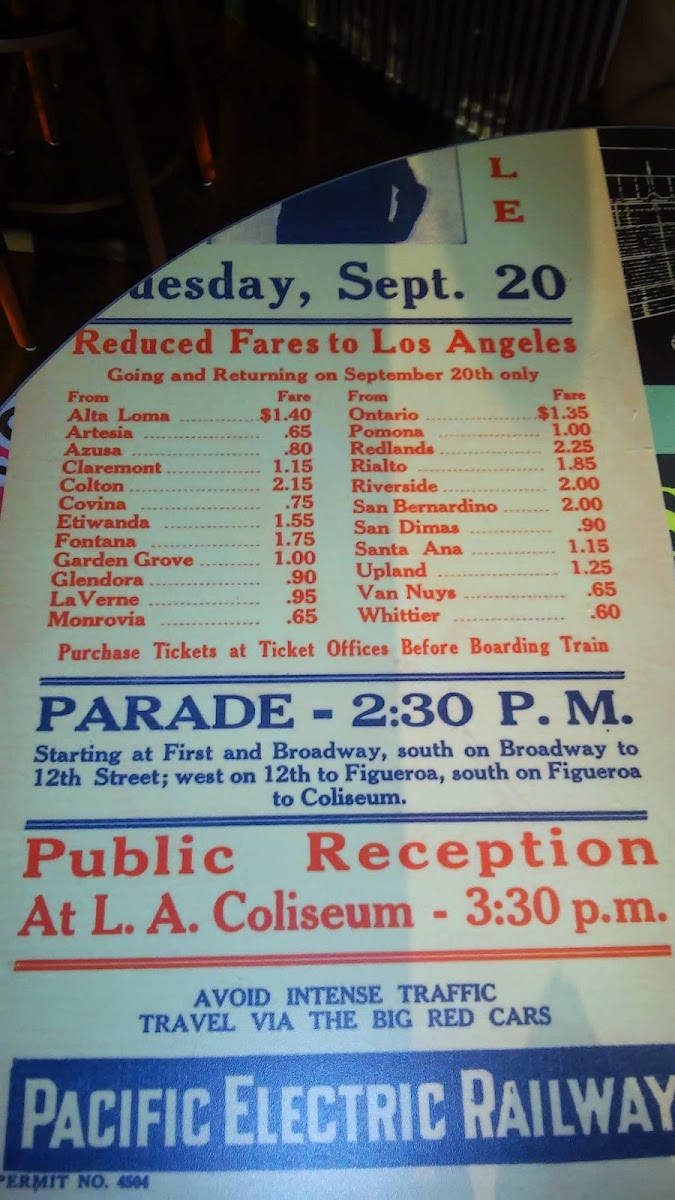 L
E
uesday, Sept. 20
Reduced Fares to Los Angeles
Going and Returning on September 20th only
From Fare From Fare
Alta Loma ............ $1.40 Ontario ............ $1.35
Artesia ............ .65 Pomona ............ 1.00
Azusa ............ .80 Redlands ............ 2.25
Claremont ............ 1.15 Rialto ............ 1.85
Colton ............ 2.15 Riverside ............ 2.00
Covina ............ .75 San Bernardino ............ 2.00
Etiwanda ............ 1.55 San Dimas ............ .90
Fontana ............ 1.75 Santa Ana ............ 1.15
Garden Grove ............ 1.00 Upland ............ 1.25
Glendora ............ .90 Van Nuys ............ .65
La Verne ............ .95 Whittier ............ .60
Monrovia ............ .65
Purchase Tickets at Ticket Offices Before Boarding Train
PARADE - 2:30 P. M.
Starting at First and Broadway, south on Broadway to
12th Street; west on 12th to Figueroa, south on Figueroa
to Coliseum.
Public Reception
At L. A. Coliseum - 3:30 p.m.
AVOID INTENSE TRAFFIC
TRAVEL VIA THE BIG RED CARS
PACIFIC ELECTRIC RAILWAY
PERMIT NO. 4504